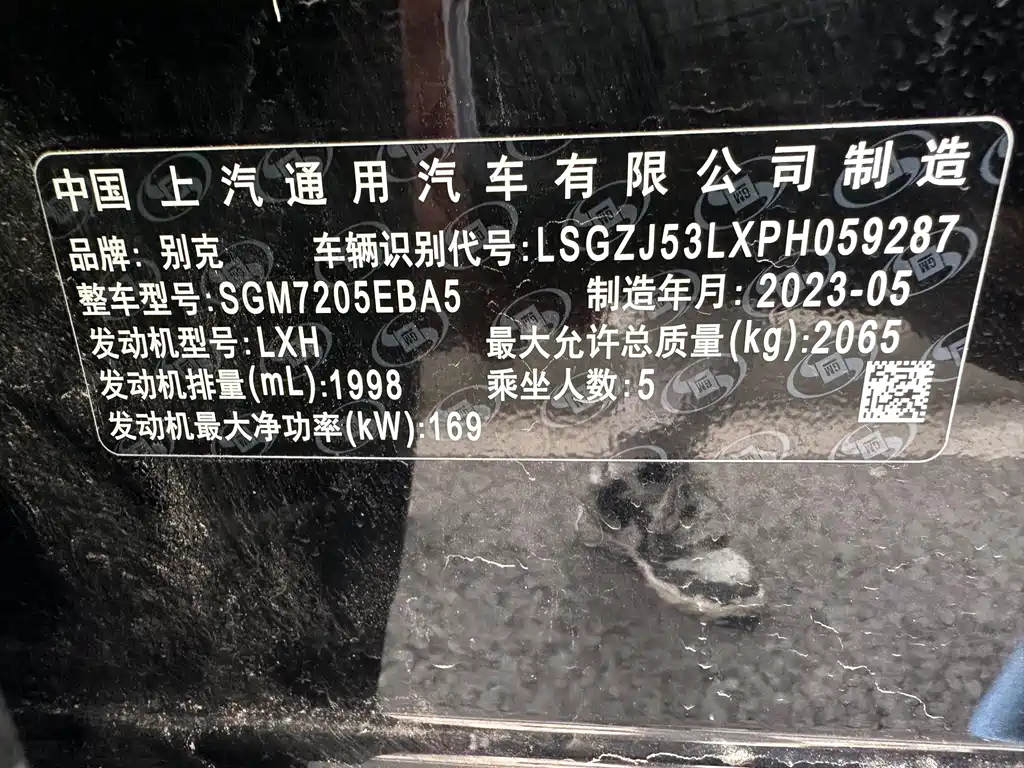 中国 上汽通用汽车有限公司制造
品牌: 别克 车辆识别代号:LSGZJ53LXPH059287
整车型号:SGM7205EBA5 制造年月: 2023-05
发动机型号:LXH 最大允许总质量(kg):2065
发动机排量(mL):1998 乘坐人数:5
发动机最大净功率(kW):169